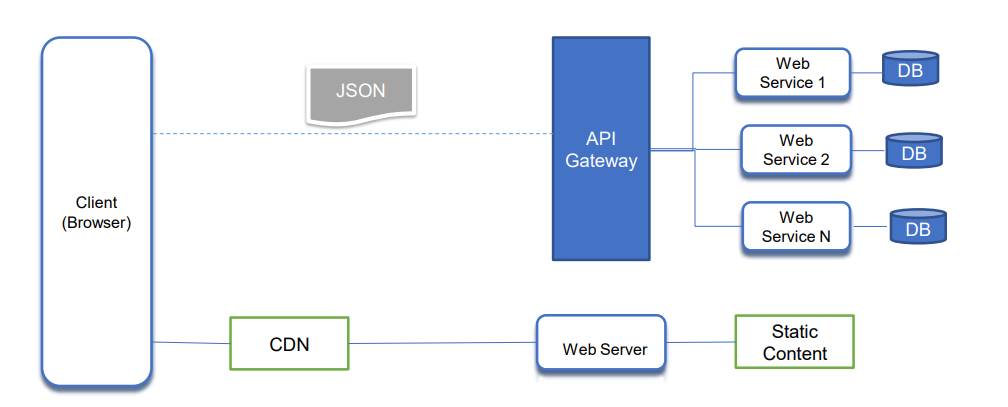 Client
(Browser)
JSON
API
Gateway
Web
Service 1
DB
Web
Service 2
DB
Web
Service N
DB
CDN
Web Server
Static
Content